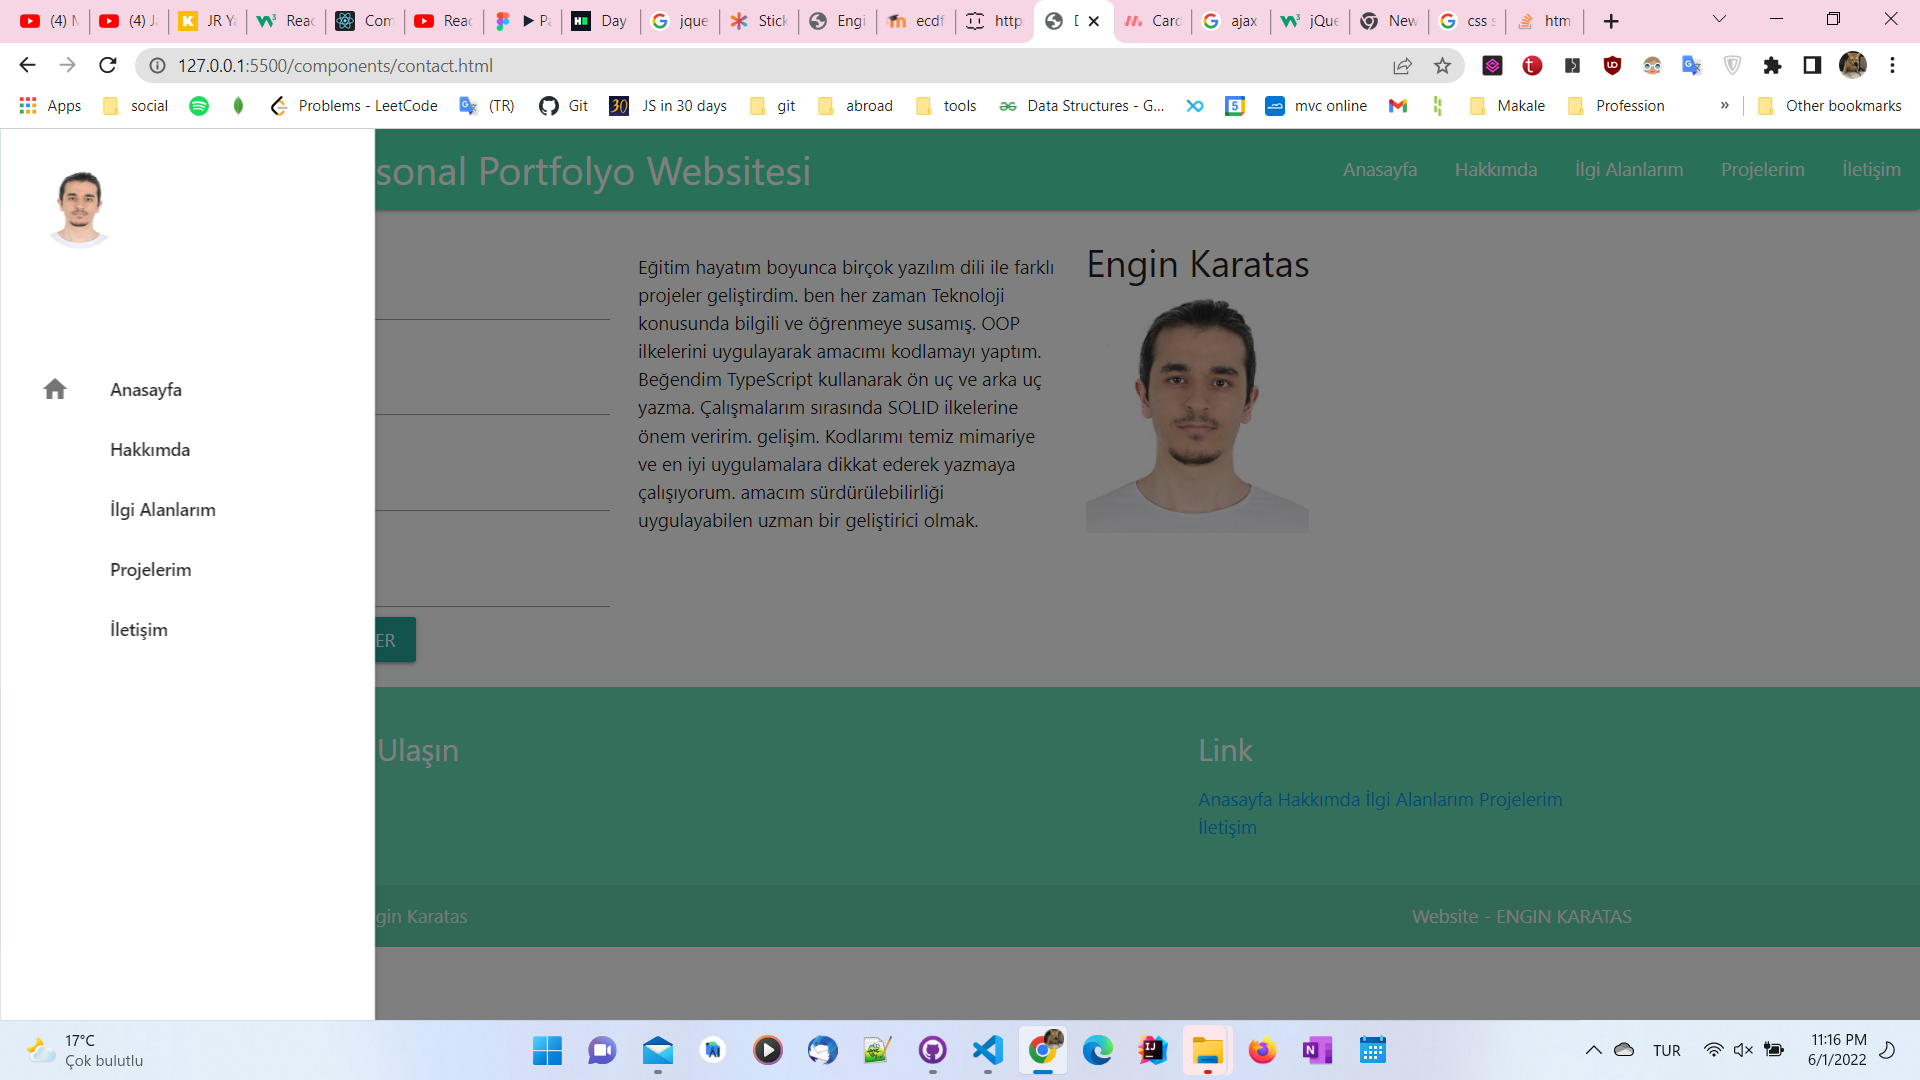 (4) M
(4) Ja
JR Ya
Reac
Com
Reac
▶ Pa
Day
jque
Stick
Engi
ecdf
http
D
Card
ajax
jQue
New
css s
htm
127.0.0.1:5500/components/contact.html
Apps
social
Problems - LeetCode
(TR)
Git
JS in 30 days
git
abroad
tools
Data Structures - G...
mvc online
Makale
Profession
»
Other bookmarks
sonal Portfolyo Websitesi
Anasayfa
Hakkımda
İlgi Alanlarım
Projelerim
İletişim
Anasayfa
Hakkımda
İlgi Alanlarım
Projelerim
İletişim
Eğitim hayatım boyunca birçok yazılım dili ile farklı
projeler geliştirdim. ben her zaman Teknoloji
konusunda bilgili ve öğrenmeye susamış. OOP
ilkelerini uygulayarak amacımı kodlamayı yaptım.
Beğendim TypeScript kullanarak ön uç ve arka uç
yazma. Çalışmalarım sırasında SOLID ilkelerine
önem veririm. gelişim. Kodlarımı temiz mimariye
ve en iyi uygulamalara dikkat ederek yazmaya
çalışıyorum. amacım sürdürülebilirliği
uygulayabilen uzman bir geliştirici olmak.
Engin Karatas
ER
Ulaşın
Link
Anasayfa Hakkımda İlgi Alanlarım Projelerim
İletişim
gin Karatas
Website - ENGIN KARATAS
17°C
Çok bulutlu
TUR
11:16 PM
6/1/2022